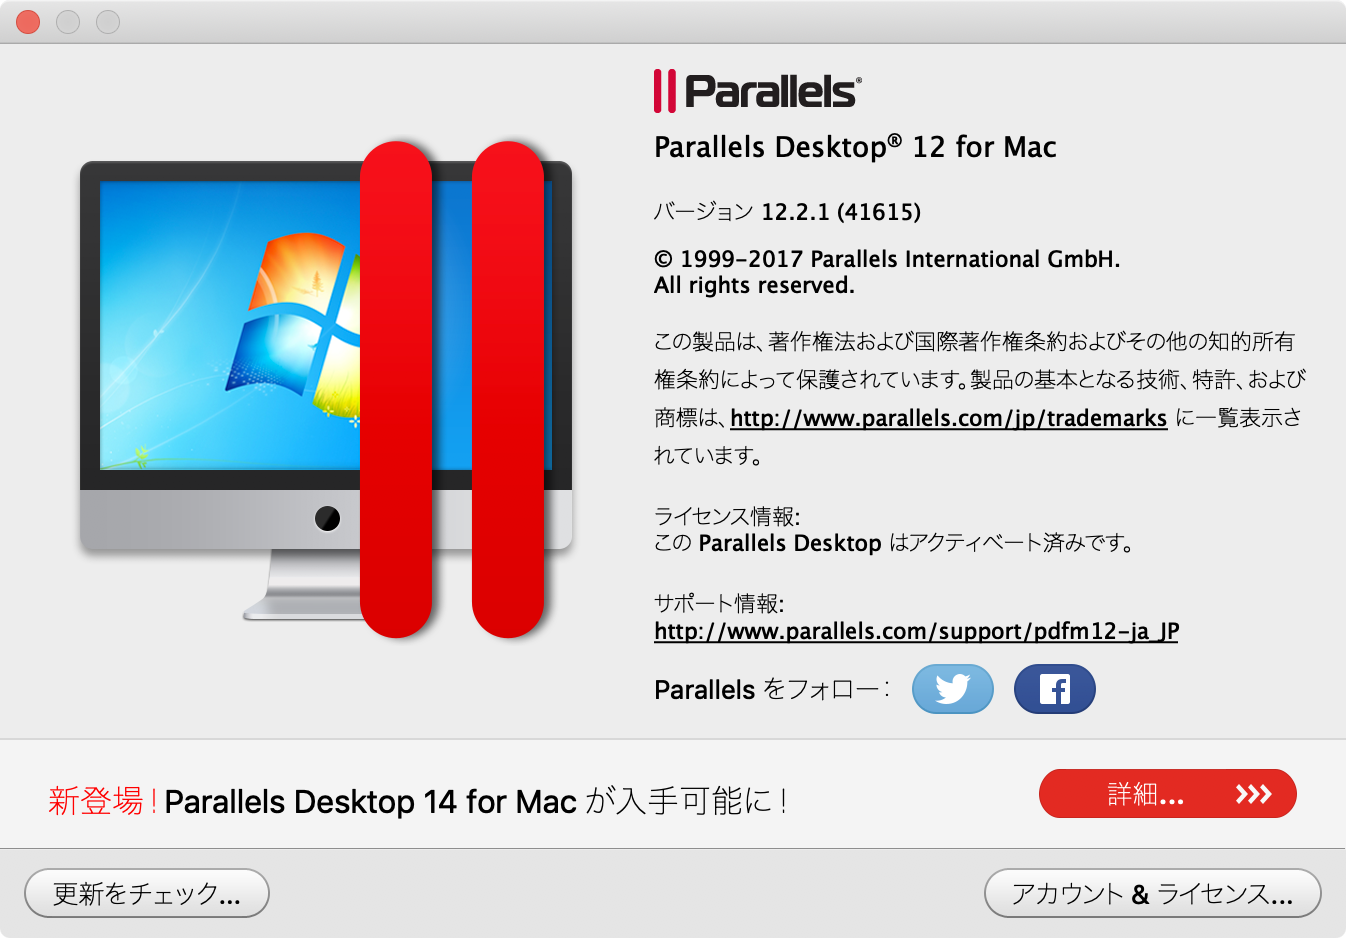 Parallels®
Parallels Desktop® 12 for Mac
バージョン 12.2.1 (41615)
© 1999-2017 Parallels International GmbH.
All rights reserved.
この製品は、著作権法および国際著作権条約およびその他の知的所有
権条約によって保護されています。製品の基本となる技術、特許、および
商標は、http://www.parallels.com/jp/trademarks に一覧表示さ
れています。
ライセンス情報:
この Parallels Desktop はアクティベート済みです。
サポート情報:
http://www.parallels.com/support/pdfm12-ja_JP
Parallels をフォロー:
新登場! Parallels Desktop 14 for Mac が入手可能に!
詳細...
更新をチェック...
アカウント & ライセンス...